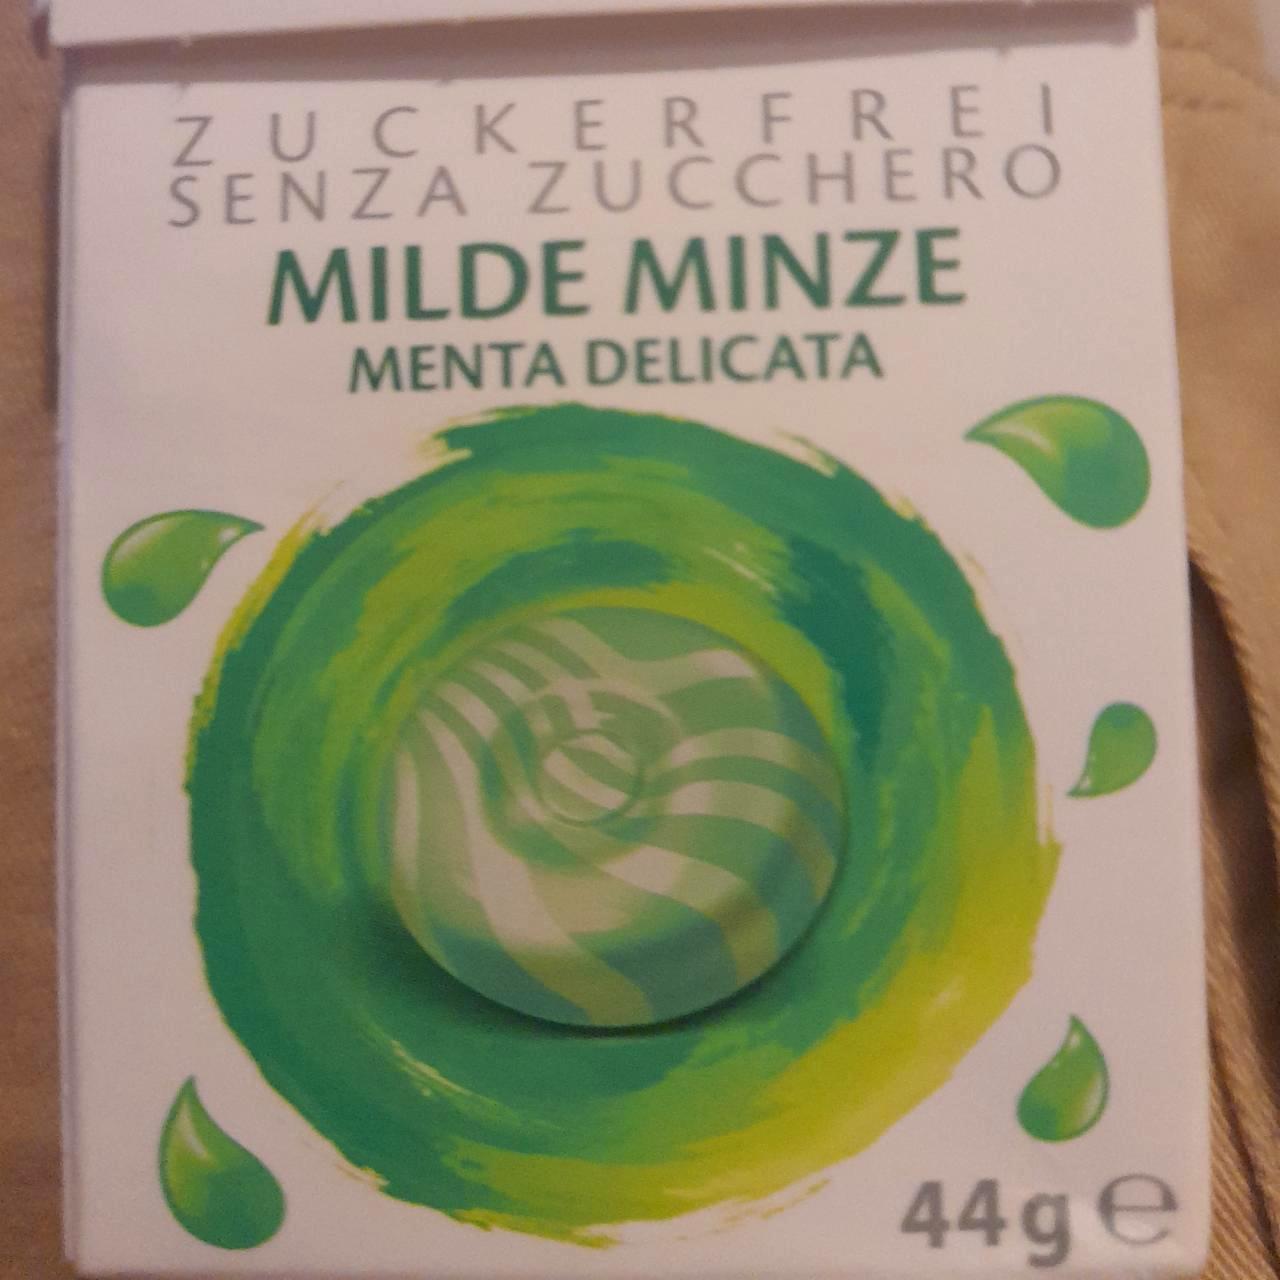 ZUCKERFREI
SENZA ZUCCHERO
MILDE MINZE
MENTA DELICATA
44g ℮